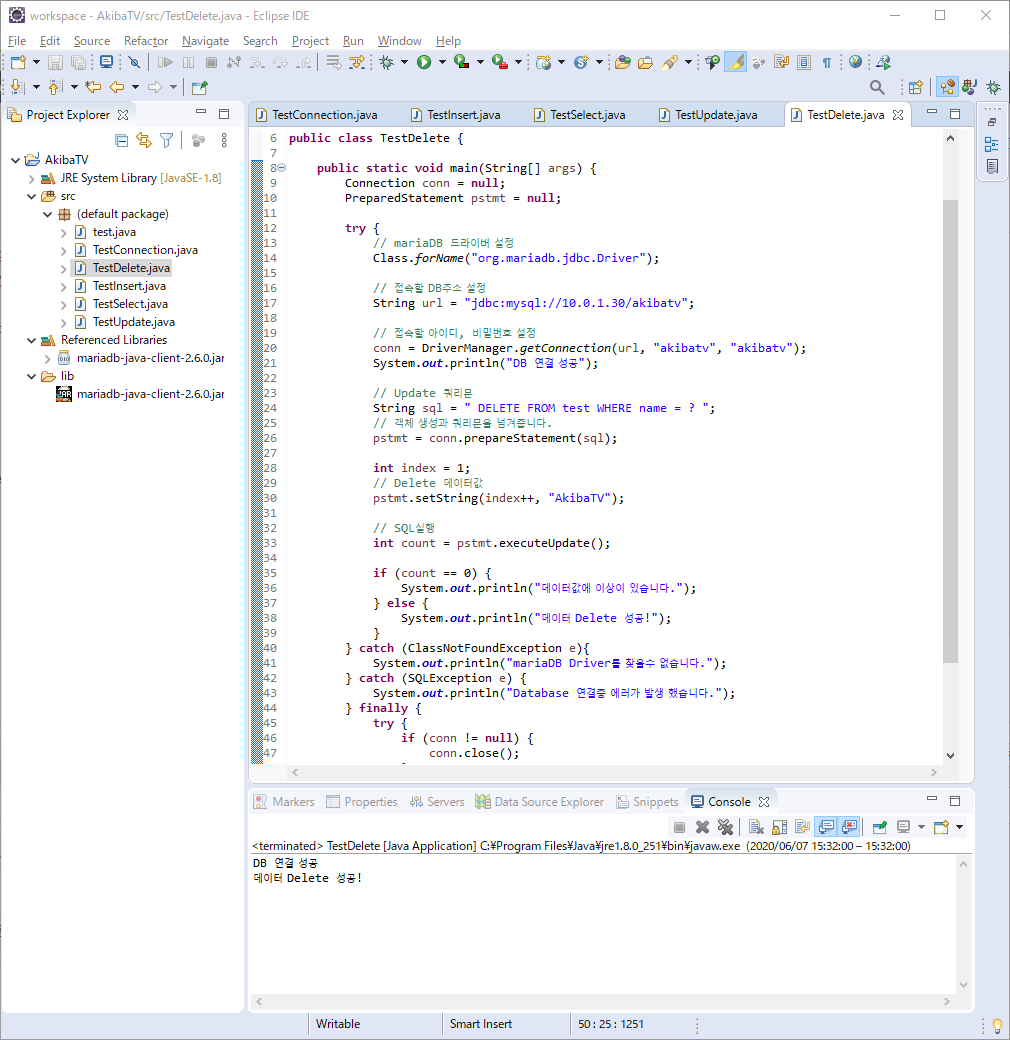 workspace - AkibaTV/src/TestDelete.java - Eclipse IDE
File Edit Source Refactor Navigate Search Project Run Window Help
Project Explorer
AkibaTV
JRE System Library [JavaSE-1.8]
src
(default package)
test.java
TestConnection.java
TestDelete.java
TestInsert.java
TestSelect.java
TestUpdate.java
Referenced Libraries
mariadb-java-client-2.6.0.jar
lib
mariadb-java-client-2.6.0.jar
TestConnection.java TestInsert.java TestSelect.java TestUpdate.java TestDelete.java
6 public class TestDelete {
7
8 public static void main(String[] args) {
9 Connection conn = null;
10 PreparedStatement pstmt = null;
11
12 try {
13 // mariaDB 드라이버 설정
14 Class.forName("org.mariadb.jdbc.Driver");
15
16 // 접속할 DB주소 설정
17 String url = "jdbc:mysql://10.0.1.30/akibatv";
18
19 // 접속할 아이디, 비밀번호 설정
20 conn = DriverManager.getConnection(url, "akibatv", "akibatv");
21 System.out.println("DB 연결 성공");
22
23 // Update 쿼리문
24 String sql = " DELETE FROM test WHERE name = ? ";
25 // 객체 생성과 쿼리문을 넘겨줍니다.
26 pstmt = conn.prepareStatement(sql);
27
28 int index = 1;
29 // Delete 데이터값
30 pstmt.setString(index++, "AkibaTV");
31
32 // SQL실행
33 int count = pstmt.executeUpdate();
34
35 if (count == 0) {
36 System.out.println("데이터값에 이상이 있습니다.");
37 } else {
38 System.out.println("데이터 Delete 성공!");
39 }
40 } catch (ClassNotFoundException e){
41 System.out.println("mariaDB Driver를 찾을수 없습니다.");
42 } catch (SQLException e) {
43 System.out.println("Database 연결중 에러가 발생 했습니다.");
44 } finally {
45 try {
46 if (conn != null) {
47 conn.close();
Markers Properties Servers Data Source Explorer Snippets Console
<terminated> TestDelete [Java Application] C:¥Program Files¥Java¥jre1.8.0_251¥bin¥javaw.exe (2020/06/07 15:32:00 – 15:32:00)
DB 연결 성공
데이터 Delete 성공!
Writable Smart Insert 50 : 25 : 1251